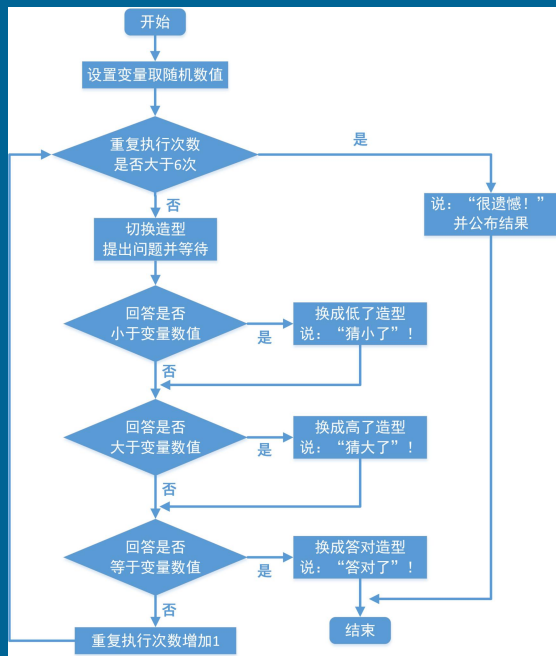 开始
设置变量取随机数值
重复执行次数
是否大于6次
是
否
说：“很遗憾！”
并公布结果
切换造型
提出问题并等待
回答是否
小于变量数值
是
换成低了造型
说：“猜小了”！
否
回答是否
大于变量数值
是
换成高了造型
说：“猜大了”！
否
回答是否
等于变量数值
是
换成答对造型
说：“答对了”！
否
重复执行次数增加1
结束